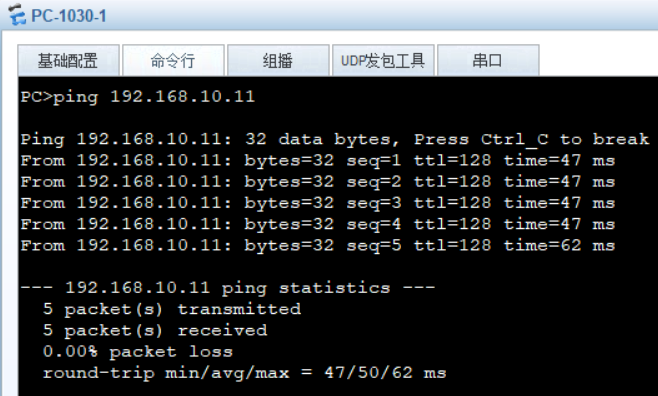 PC-1030-1
基础配置 命令行 组播 UDP发包工具 串口
PC>ping 192.168.10.11
Ping 192.168.10.11: 32 data bytes, Press Ctrl_C to break
From 192.168.10.11: bytes=32 seq=1 ttl=128 time=47 ms
From 192.168.10.11: bytes=32 seq=2 ttl=128 time=47 ms
From 192.168.10.11: bytes=32 seq=3 ttl=128 time=47 ms
From 192.168.10.11: bytes=32 seq=4 ttl=128 time=47 ms
From 192.168.10.11: bytes=32 seq=5 ttl=128 time=62 ms
--- 192.168.10.11 ping statistics ---
5 packet(s) transmitted
5 packet(s) received
0.00% packet loss
round-trip min/avg/max = 47/50/62 ms